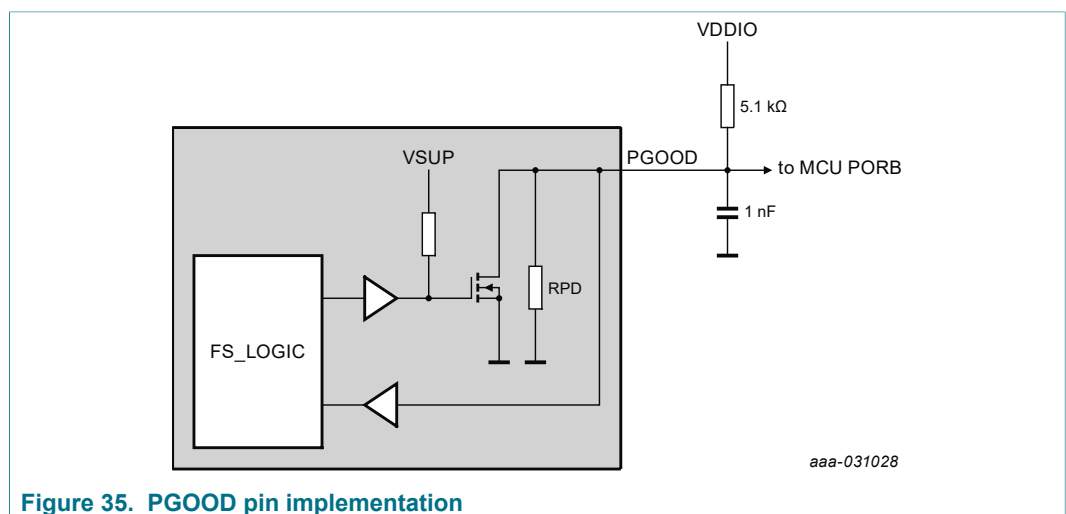 VDDIO
5.1 kΩ
VSUP
PGOOD
to MCU PORB
1 nF
RPD
FS_LOGIC
aaa-031028
Figure 35. PGOOD pin implementation